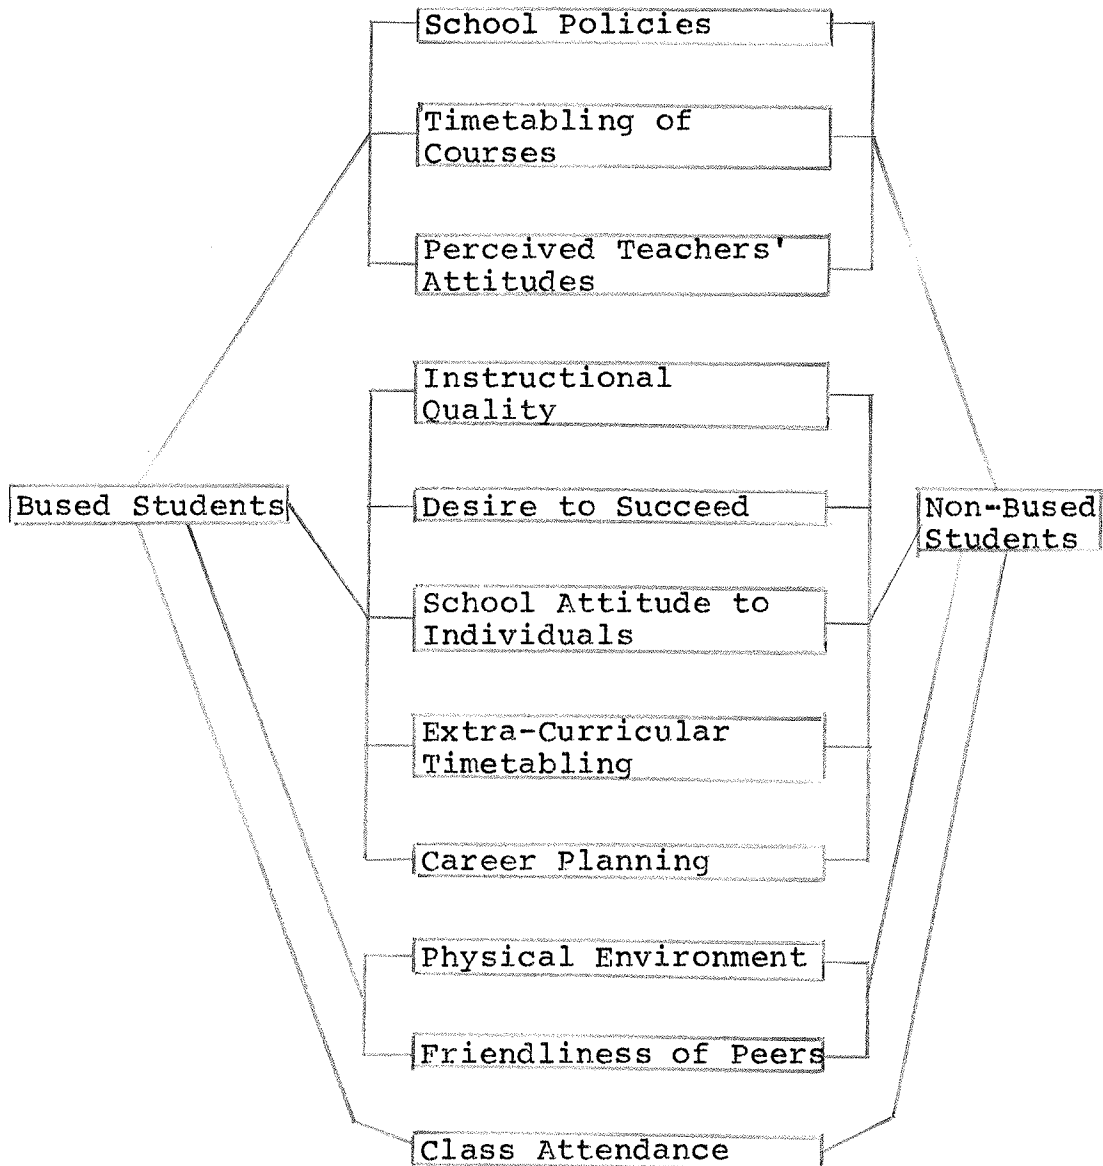 School Policies
Timetabling of
Courses
Perceived Teachers'
Attitudes
Instructional
Quality
Bused Students
Desire to Succeed
Non-Bused
Students
School Attitude to
Individuals
Extra-Curricular
Timetabling
Career Planning
Physical Environment
Friendliness of Peers
Class Attendance